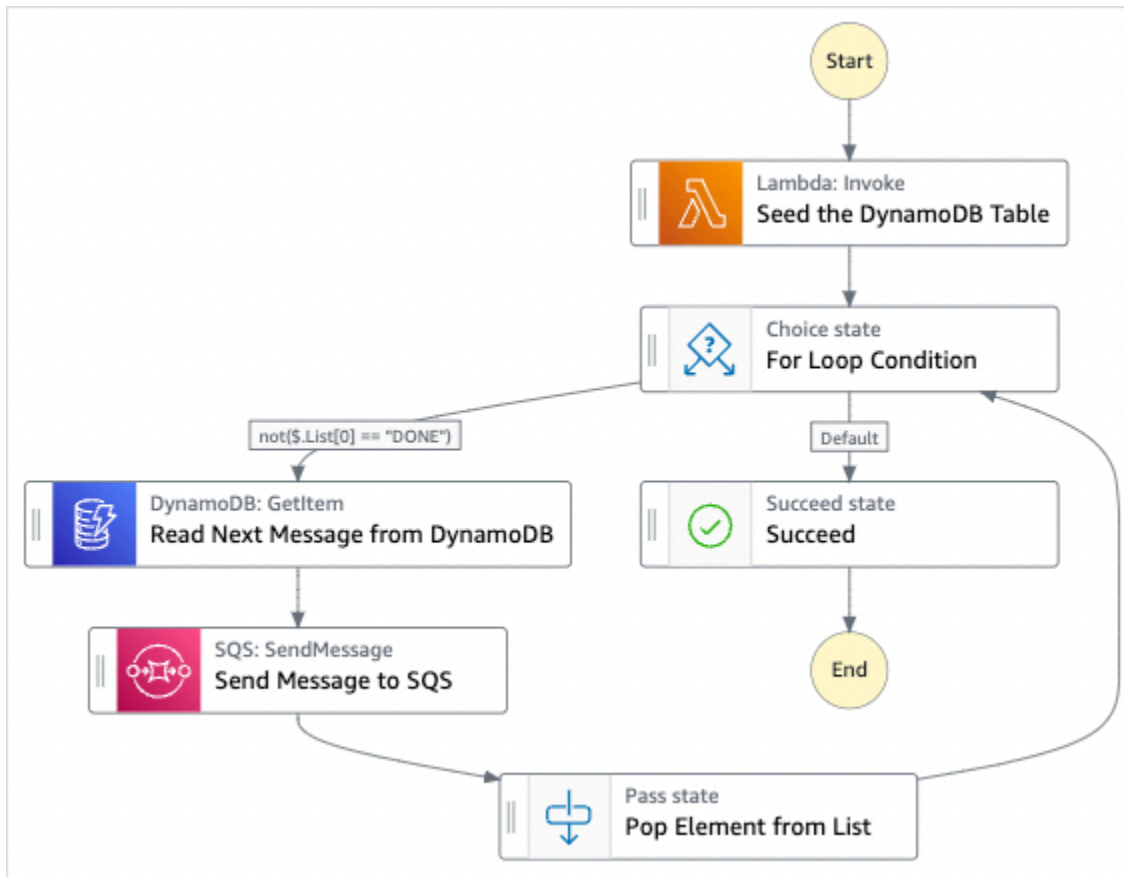 Start
Lambda: Invoke
Seed the DynamoDB Table
Choice state
For Loop Condition
not($.List[0] == "DONE")
Default
DynamoDB: GetItem
Read Next Message from DynamoDB
Succeed state
Succeed
SQS: SendMessage
Send Message to SQS
End
Pass state
Pop Element from List